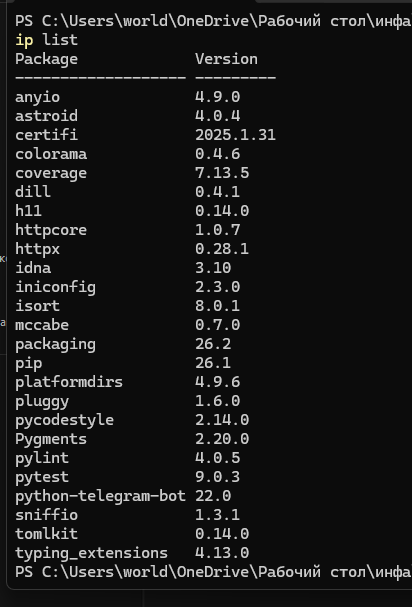 PS C:\Users\world\OneDrive\Рабочий стол\инфа
ip list
Package Version
------------------- ---------
anyio 4.9.0
astroid 4.0.4
certifi 2025.1.31
colorama 0.4.6
coverage 7.13.5
dill 0.4.1
h11 0.14.0
httpcore 1.0.7
httpx 0.28.1
idna 3.10
iniconfig 2.3.0
isort 8.0.1
mccabe 0.7.0
packaging 26.2
pip 26.1
platformdirs 4.9.6
pluggy 1.6.0
pycodestyle 2.14.0
Pygments 2.20.0
pylint 4.0.5
pytest 9.0.3
python-telegram-bot 22.0
sniffio 1.3.1
tomlkit 0.14.0
typing_extensions 4.13.0
PS C:\Users\world\OneDrive\Рабочий стол\инфа